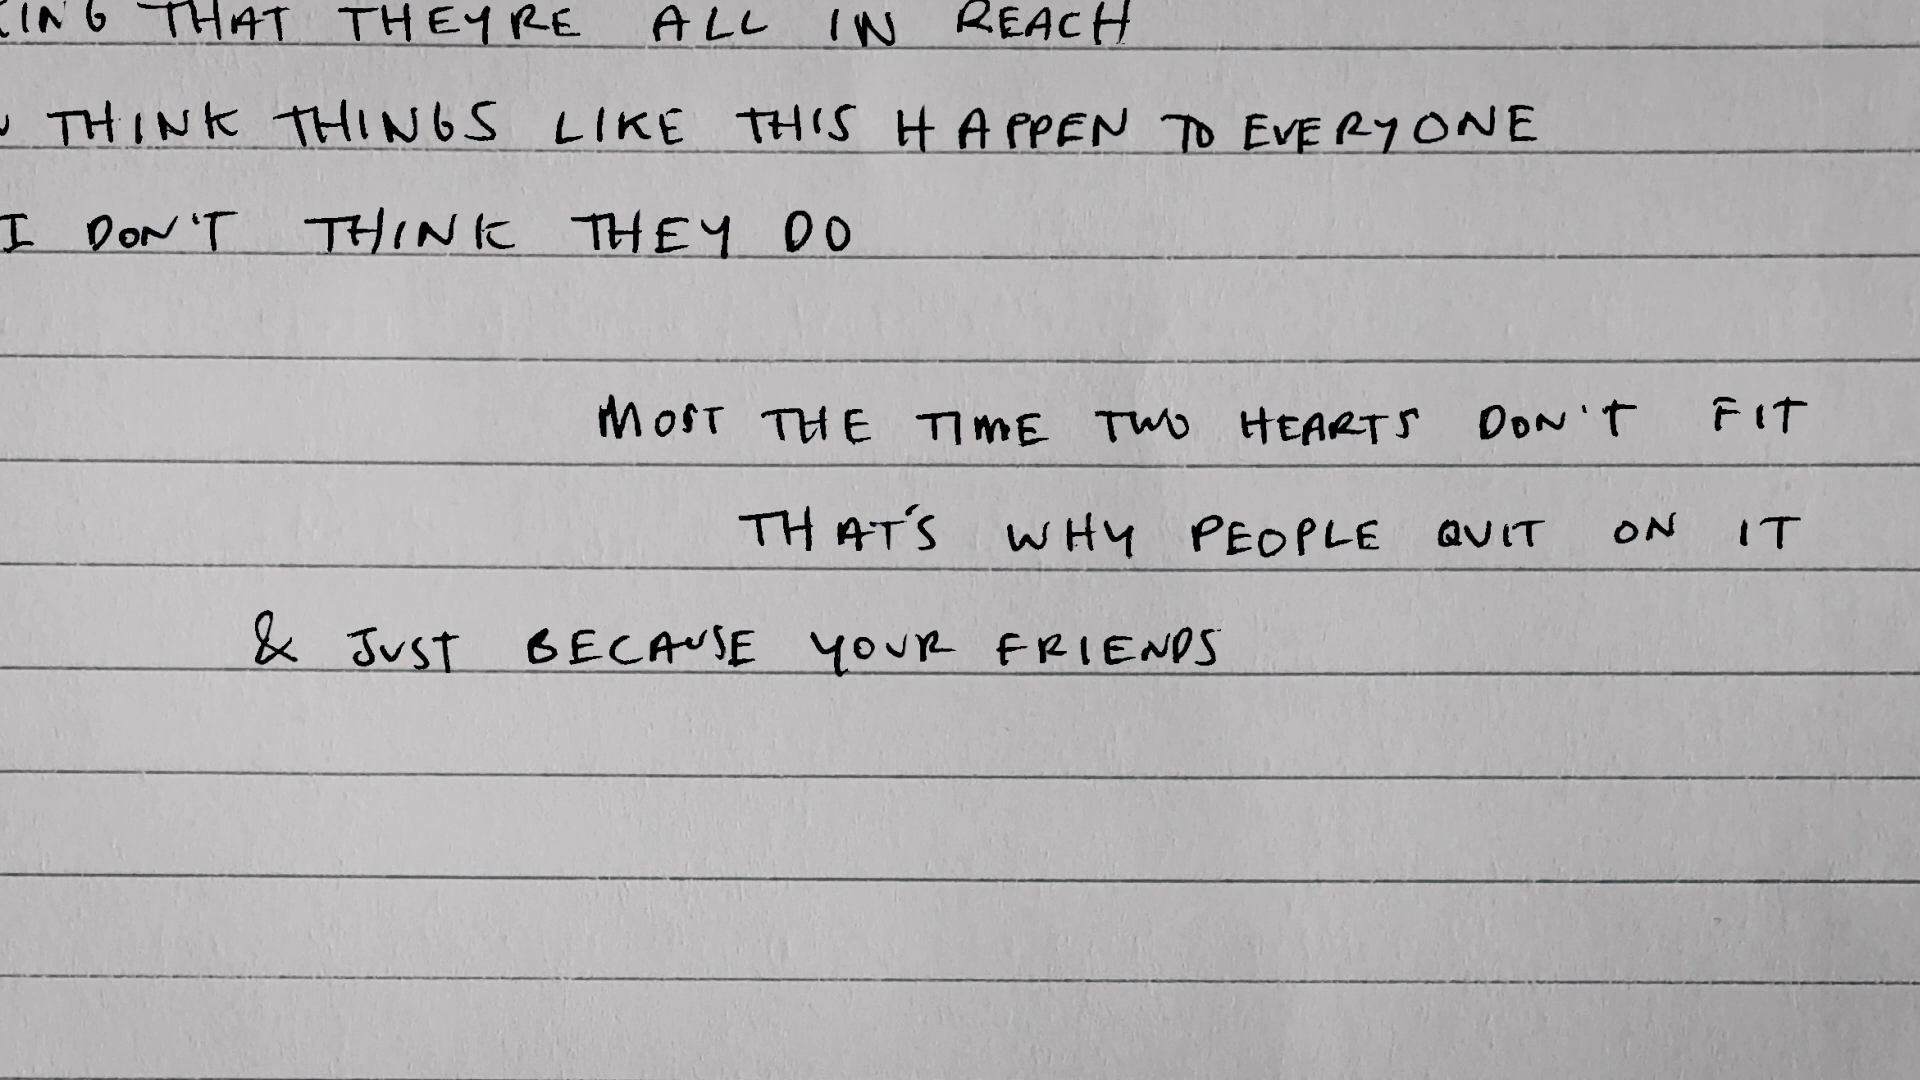 THAT THEYRE ALL IN REACH
THINK THINGS LIKE THIS HAPPEN TO EVERYONE
I DON'T THINK THEY DO
MOST THE TIME TWO HEARTS DON'T FIT
THAT'S WHY PEOPLE QUIT ON IT
& JUST BECAUSE YOUR FRIENDS